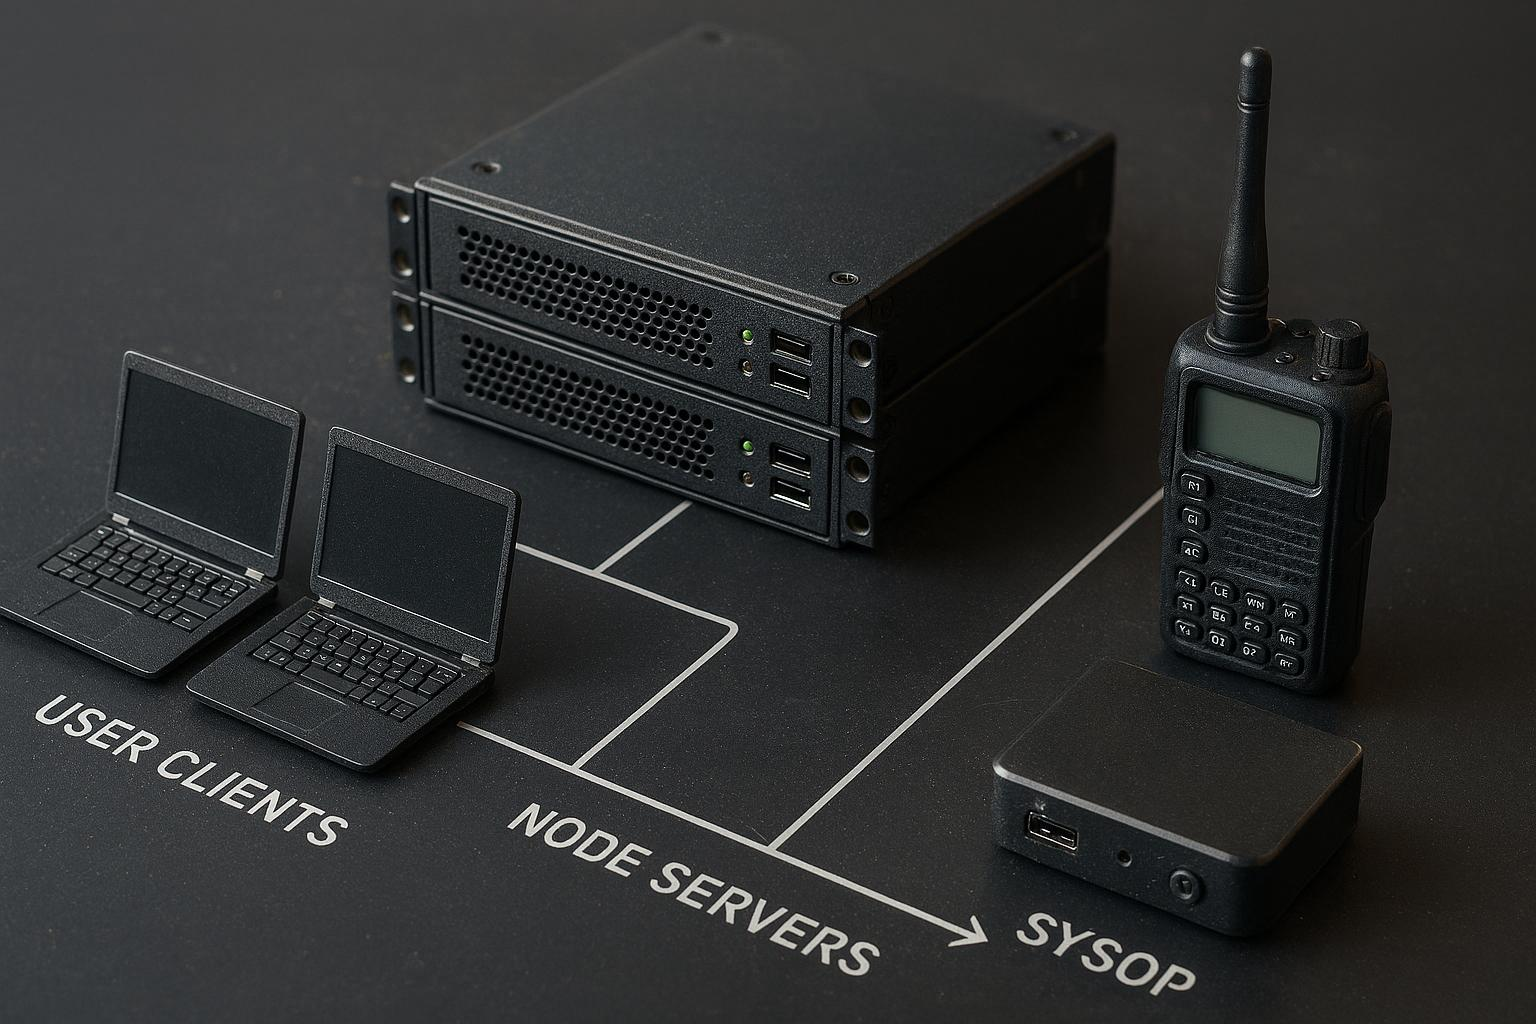 USER CLIENTS
NODE SERVERS
SYSOP